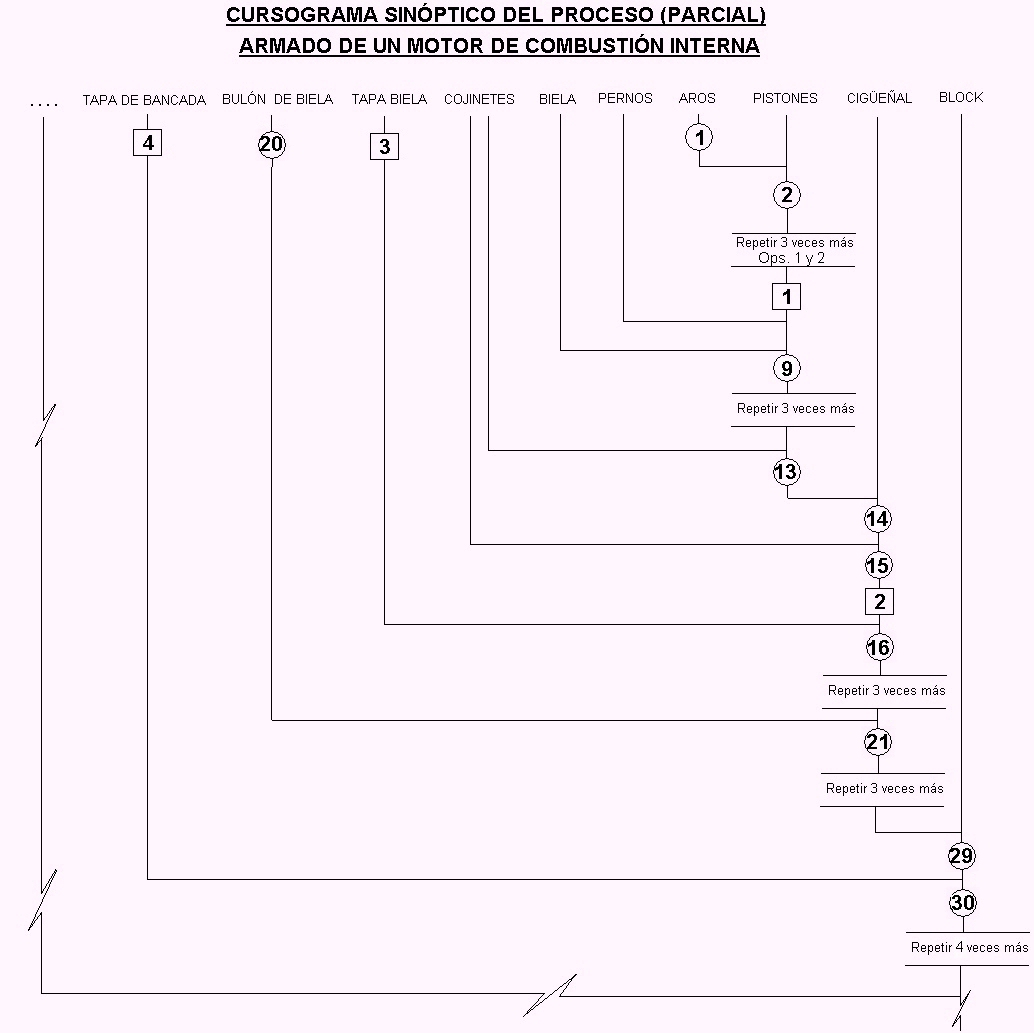 CURSOGRAMA SINÓPTICO DEL PROCESO (PARCIAL)
ARMADO DE UN MOTOR DE COMBUSTIÓN INTERNA
. . . . TAPA DE BANCADA BULÓN DE BIELA TAPA BIELA COJINETES BIELA PERNOS AROS PISTONES CIGÜEÑAL BLOCK
4 20 3 1
2
Repetir 3 veces más
Ops. 1 y 2
1
9
Repetir 3 veces más
13
14
15
2
16
Repetir 3 veces más
21
Repetir 3 veces más
29
30
Repetir 4 veces más